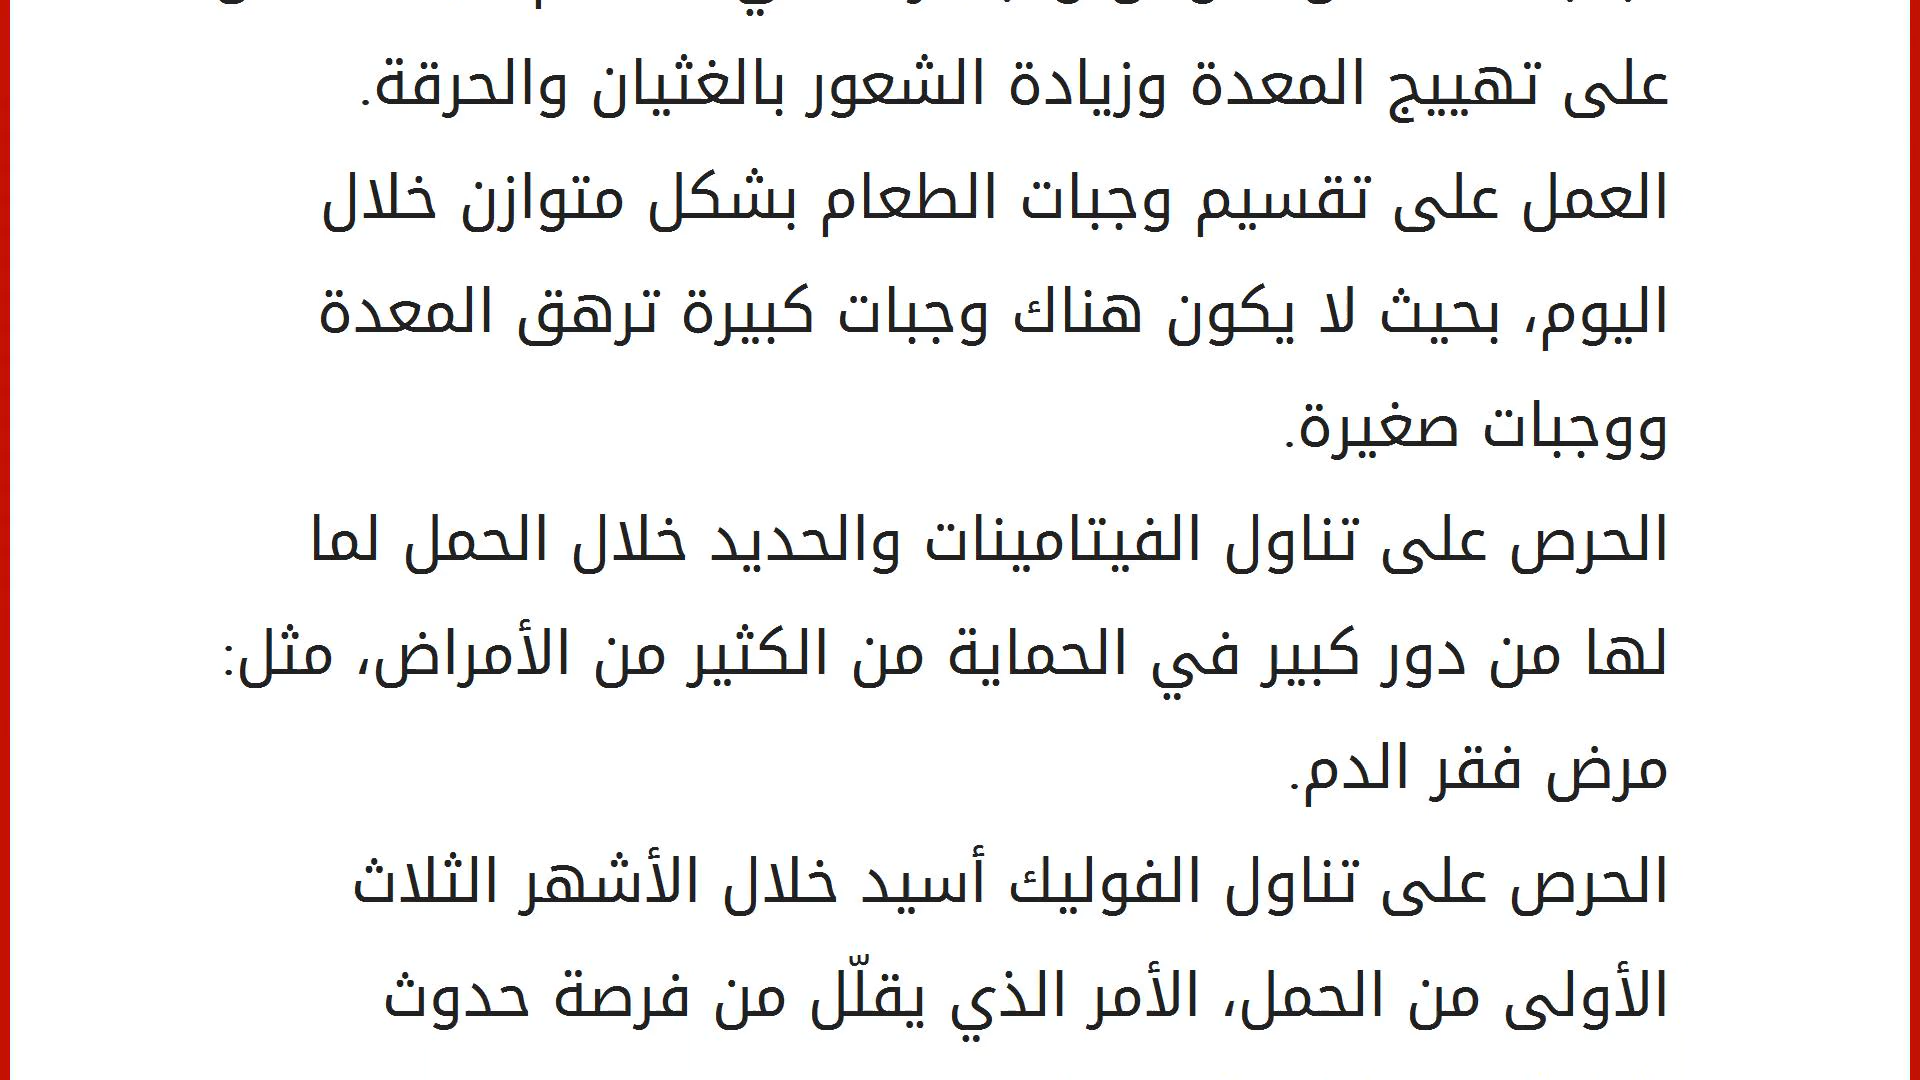 على تهييج المعدة وزيادة الشعور بالغثيان والحرقة.
العمل على تقسيم وجبات الطعام بشكل متوازن خلال
اليوم، بحيث لا يكون هناك وجبات كبيرة ترهق المعدة
ووجبات صغيرة.
الحرص على تناول الفيتامينات والحديد خلال الحمل لما
لها من دور كبير في الحماية من الكثير من الأمراض، مثل:
مرض فقر الدم.
الحرص على تناول الفوليك أسيد خلال الأشهر الثلاث
الأولى من الحمل، الأمر الذي يقلّل من فرصة حدوث